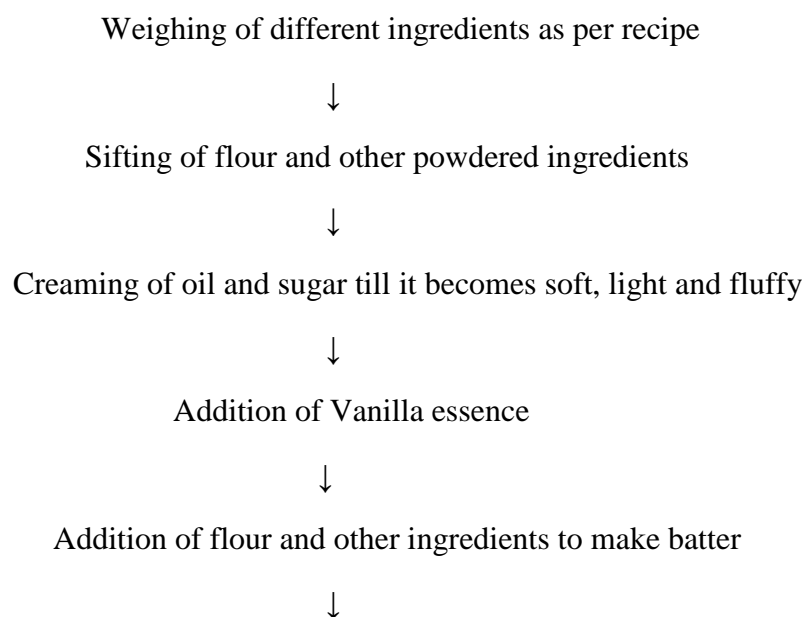 Weighing of different ingredients as per recipe
↓
Sifting of flour and other powdered ingredients
↓
Creaming of oil and sugar till it becomes soft, light and fluffy
↓
Addition of Vanilla essence
↓
Addition of flour and other ingredients to make batter
↓